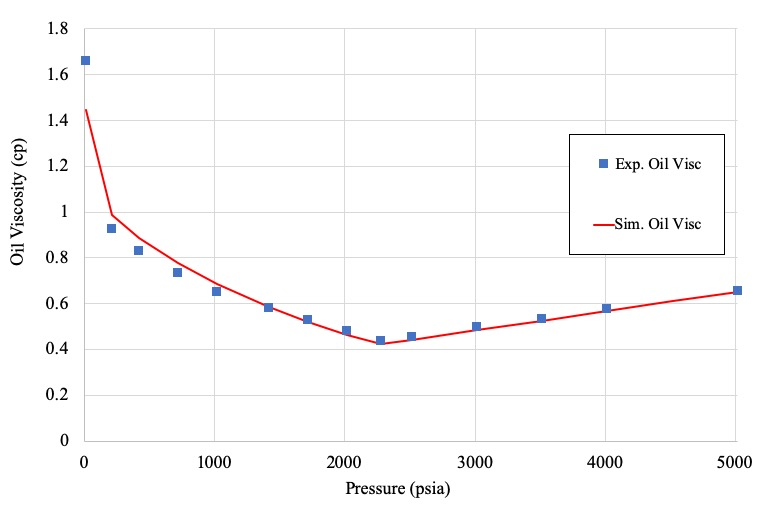 1.8
1.6
1.4
1.2
1
0.8
0.6
0.4
0.2
0
Oil Viscosity (cp)
Exp. Oil Visc
Sim. Oil Visc
0 1000 2000 3000 4000 5000
Pressure (psia)